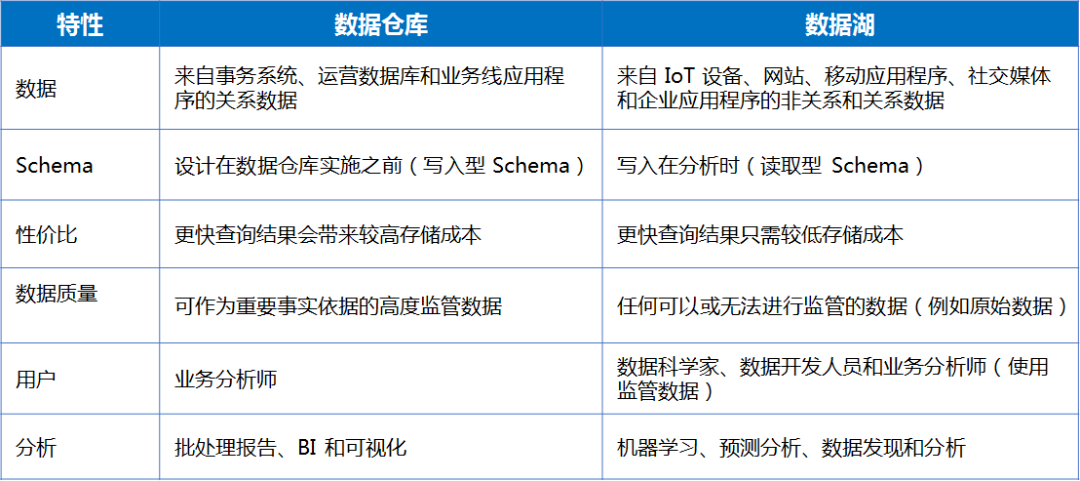 特性
数据仓库
数据湖
数据
来自事务系统、运营数据库和业务线应用程
序的关系数据
来自 IoT 设备、网站、移动应用程序、社交媒体
和企业应用程序的非关系和关系数据
Schema
设计在数据仓库实施之前（写入型 Schema）
写入在分析时（读取型 Schema）
性价比
更快查询结果会带来较高存储成本
更快查询结果只需较低存储成本
数据质量
可作为重要事实依据的高度监管数据
任何可以或无法进行监管的数据（例如原始数据）
用户
业务分析师
数据科学家、数据开发人员和业务分析师（使用
监管数据）
分析
批处理报告、BI 和可视化
机器学习、预测分析、数据发现和分析